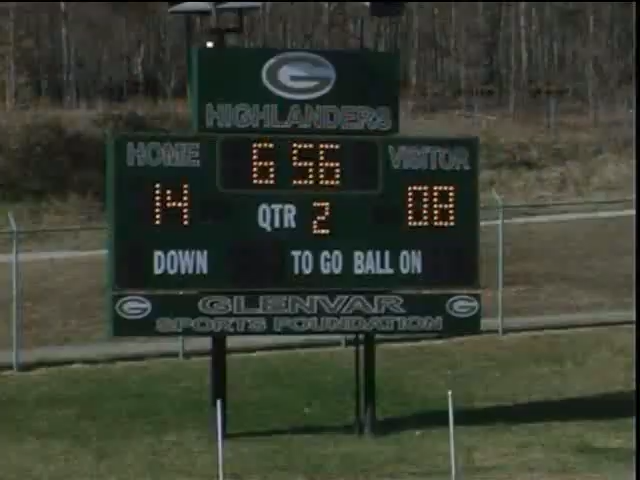 G
HIGHLANDERS
HOME 6 56 VISITOR
14 QTR 2 08
DOWN TO GO BALL ON
G GLENVAR G
SPORTS FOUNDATION